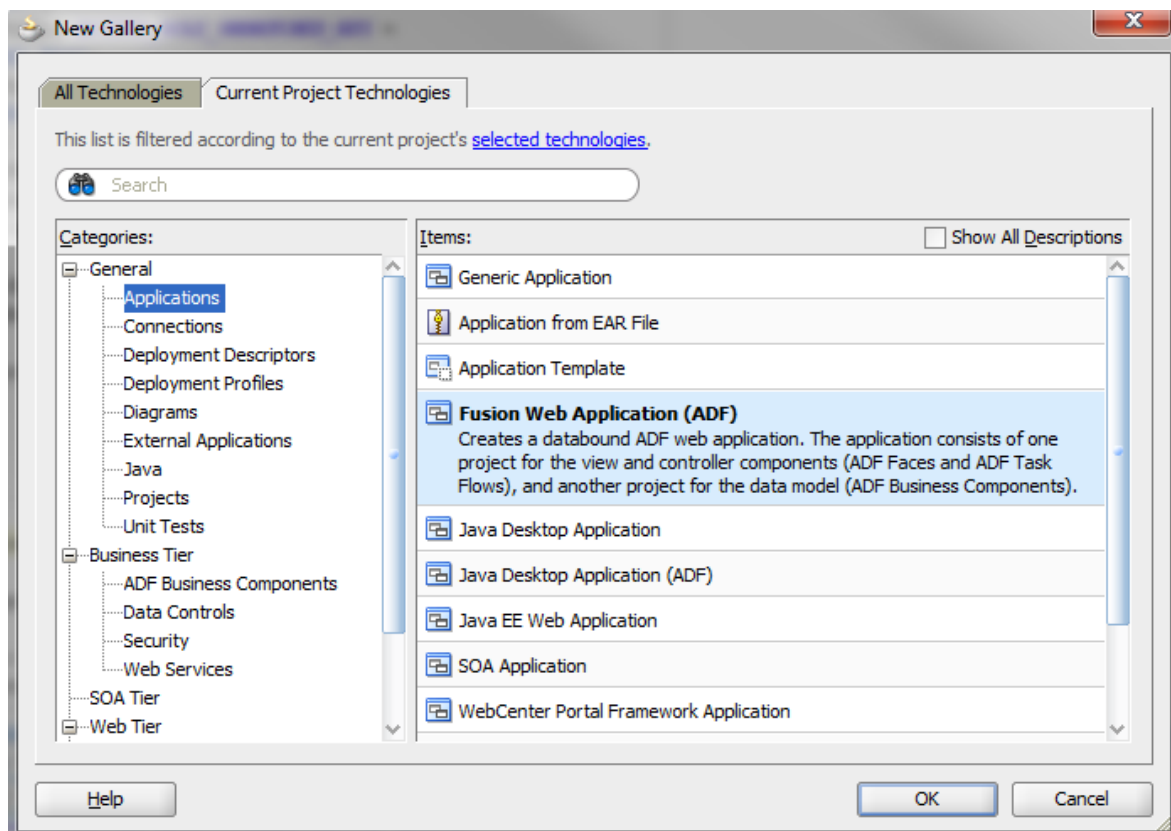 New Gallery
All Technologies
Current Project Technologies
This list is filtered according to the current project's selected technologies.
Search
Categories:
General
Applications
Connections
Deployment Descriptors
Deployment Profiles
Diagrams
External Applications
Java
Projects
Unit Tests
Business Tier
ADF Business Components
Data Controls
Security
Web Services
SOA Tier
Web Tier
Items:
Show All Descriptions
Generic Application
Application from EAR File
Application Template
Fusion Web Application (ADF)
Creates a databound ADF web application. The application consists of one
project for the view and controller components (ADF Faces and ADF Task
Flows), and another project for the data model (ADF Business Components).
Java Desktop Application
Java Desktop Application (ADF)
Java EE Web Application
SOA Application
WebCenter Portal Framework Application
Help
OK
Cancel